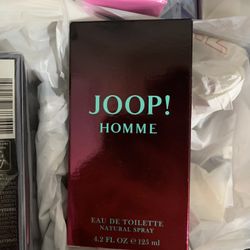 JOOP!
HOMME
EAU DE TOILETTE
NATURAL SPRAY
4.2 FL OZ e 125 ml